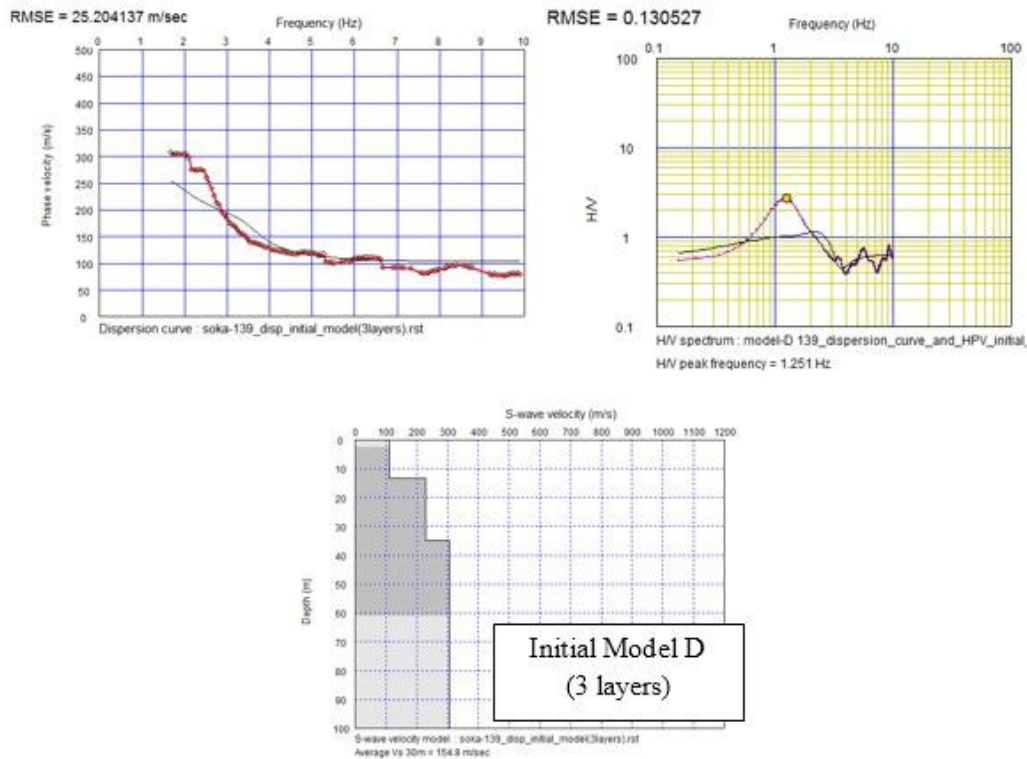 RMSE = 25.204137 m/sec
Frequency (Hz)
0 1 2 3 4 5 6 7 8 9 10
500
450
400
350
300
250
200
150
100
50
0
Phase velocity (m/s)
Dispersion curve : soka-139_disp_initial_model(3layers).rst
RMSE = 0.130527
Frequency (Hz)
0.1 1 10 100
100
10
1
0.1
H/V
H/V spectrum : model-D 139_dispersion_curve_and_HPV_initial_
H/V peak frequency = 1.251 Hz
S-wave velocity (m/s)
0 100 200 300 400 500 600 700 800 900 1000 1100 1200
0
10
20
30
40
50
60
70
80
90
100
Depth (m)
Initial Model D
(3 layers)
S-wave velocity model : soka-139_disp_initial_model(3layers).rst
Average Vs 30m = 154.8 m/sec